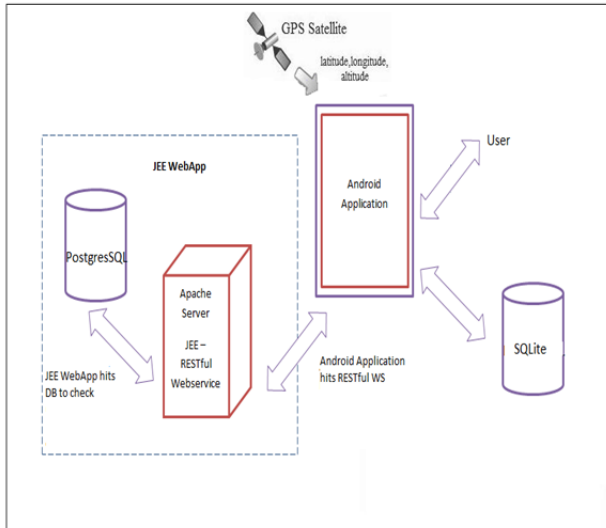 GPS Satellite
latitude,longitude,
altitude
JEE WebApp
User
Android
Application
PostgresSQL
Apache
Server
JEE –
RESTful
Webservice
SQLite
JEE WebApp hits
DB to check
Android Application
hits RESTful WS